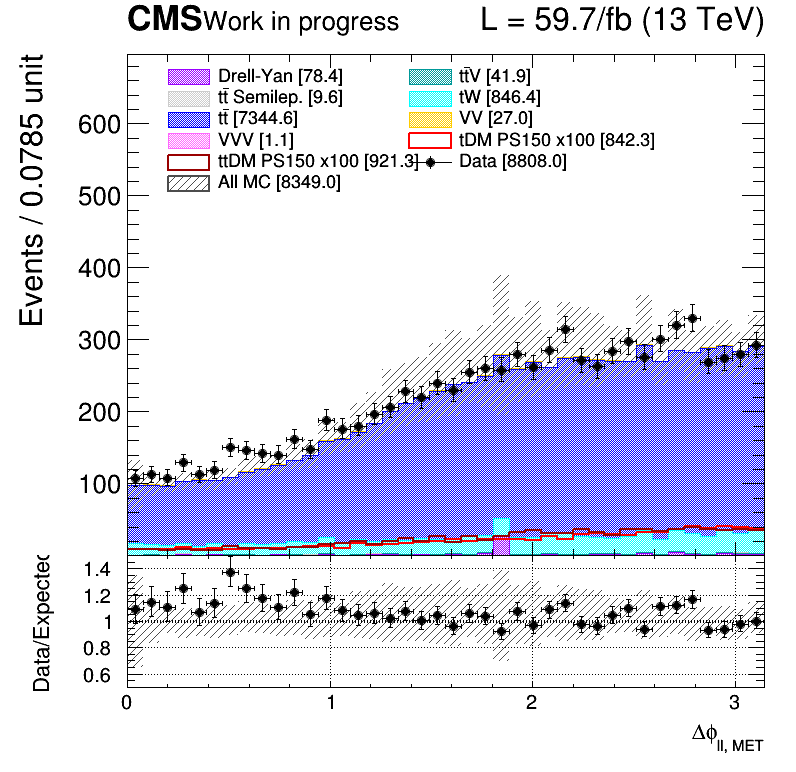 CMS Work in progress L = 59.7/fb (13 TeV)
Events / 0.0785 unit
Drell-Yan [78.4]
tt̄V [41.9]
tt̄ Semilep. [9.6]
tW [846.4]
tt̄ [7344.6]
VV [27.0]
VVV [1.1]
tDM PS150 x100 [842.3]
ttDM PS150 x100 [921.3]
Data [8808.0]
All MC [8349.0]
600
500
400
300
200
100
Data/Expected
1.4
1.2
1
0.8
0.6
0 1 2 3
Δϕll, MET